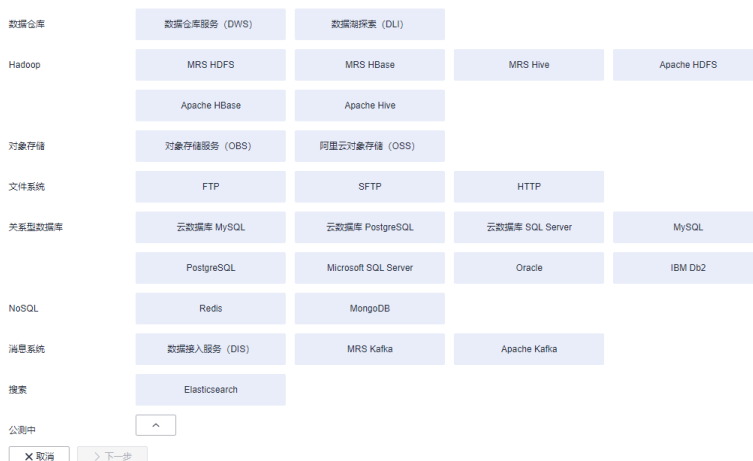 数据仓库 数据仓库服务（DWS） 数据湖探索（DLI）
Hadoop MRS HDFS MRS HBase MRS Hive Apache HDFS
Apache HBase Apache Hive
对象存储 对象存储服务（OBS） 阿里云对象存储（OSS）
文件系统 FTP SFTP HTTP
关系型数据库 云数据库 MySQL 云数据库 PostgreSQL 云数据库 SQL Server MySQL
PostgreSQL Microsoft SQL Server Oracle IBM Db2
NoSQL Redis MongoDB
消息系统 数据接入服务（DIS） MRS Kafka Apache Kafka
搜索 Elasticsearch
公测中
取消 下一步